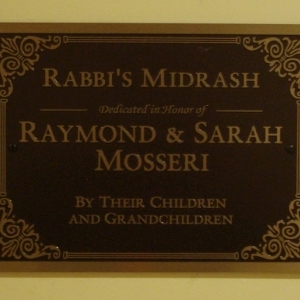 RABBI'S MIDRASH
Dedicated in Honor of
RAYMOND & SARAH
MOSSERI
BY THEIR CHILDREN
AND GRANDCHILDREN